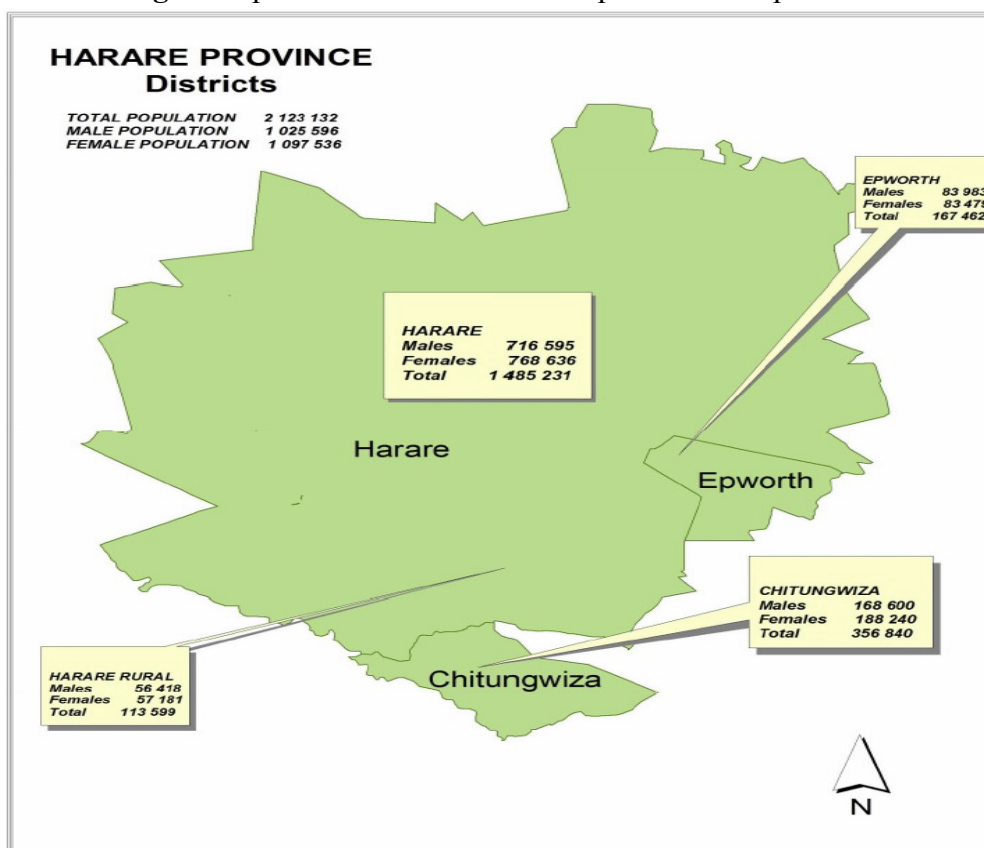 HARARE PROVINCE
Districts
TOTAL POPULATION 2 123 132
MALE POPULATION 1 025 596
FEMALE POPULATION 1 097 536
EPWORTH
Males 83 983
Females 83 479
Total 167 462
HARARE
Males 716 595
Females 768 636
Total 1 485 231
Harare
Epworth
CHITUNGWIZA
Males 168 600
Females 188 240
Total 356 840
HARARE RURAL
Males 56 418
Females 57 181
Total 113 599
Chitungwiza
N